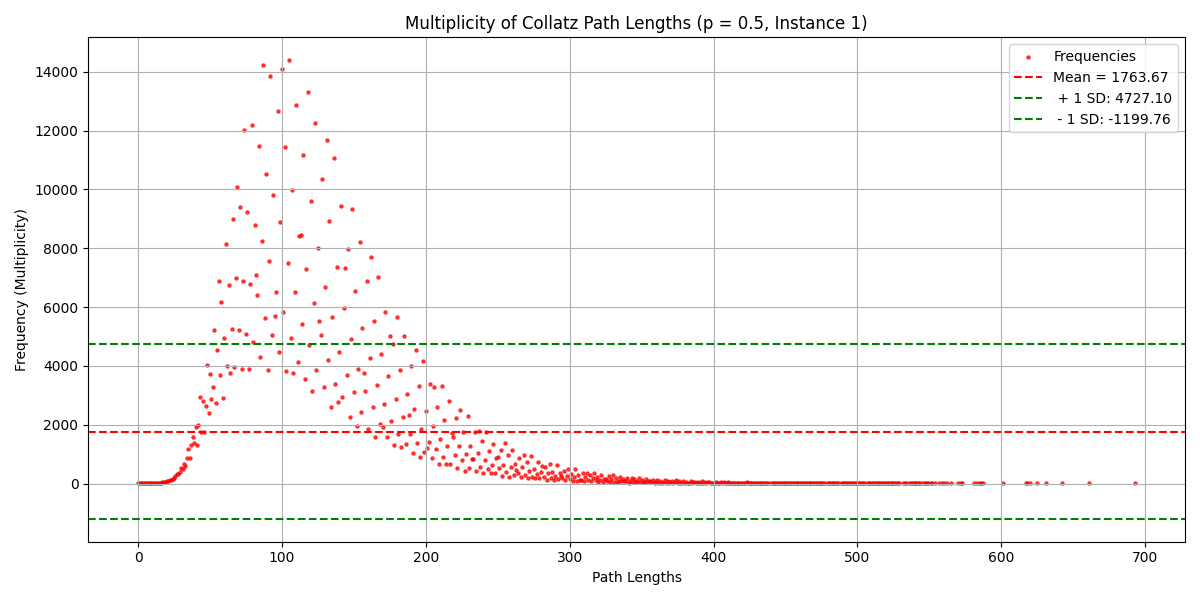 Multiplicity of Collatz Path Lengths (p = 0.5, Instance 1)
Frequencies
Mean = 1763.67
+ 1 SD: 4727.10
- 1 SD: -1199.76
Frequency (Multiplicity)
14000
12000
10000
8000
6000
4000
2000
0
0 100 200 300 400 500 600 700
Path Lengths